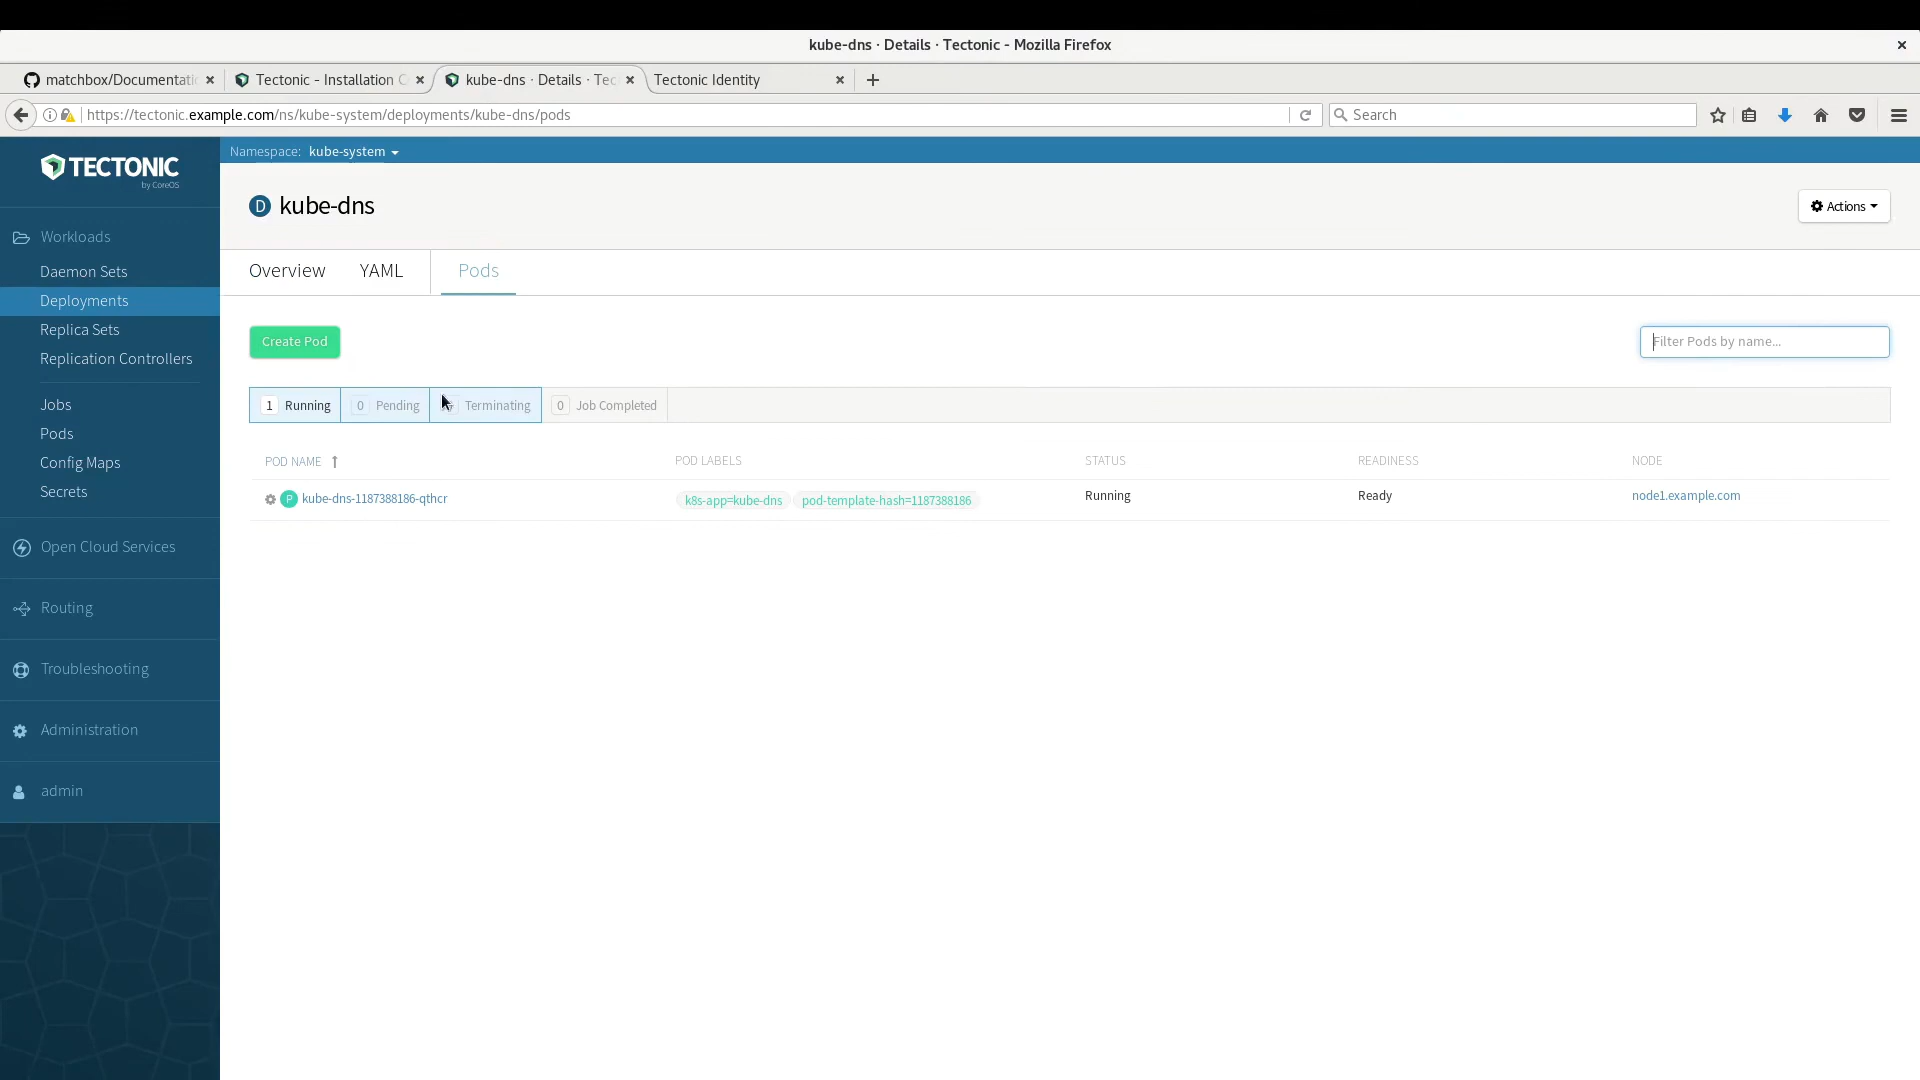 kube-dns · Details · Tectonic - Mozilla Firefox
matchbox/Documentati
Tectonic - Installation
kube-dns · Details · Tec
Tectonic Identity
https://tectonic.example.com/ns/kube-system/deployments/kube-dns/pods
Search
TECTONIC
by CoreOS
Namespace: kube-system
D kube-dns
Actions
Workloads
Daemon Sets
Deployments
Replica Sets
Replication Controllers
Jobs
Pods
Config Maps
Secrets
Open Cloud Services
Routing
Troubleshooting
Administration
admin
Overview YAML Pods
Create Pod
Filter Pods by name...
1 Running 0 Pending Terminating 0 Job Completed
POD NAME POD LABELS STATUS READINESS NODE
P kube-dns-1187388186-qthcr k8s-app=kube-dns pod-template-hash=1187388186 Running Ready node1.example.com